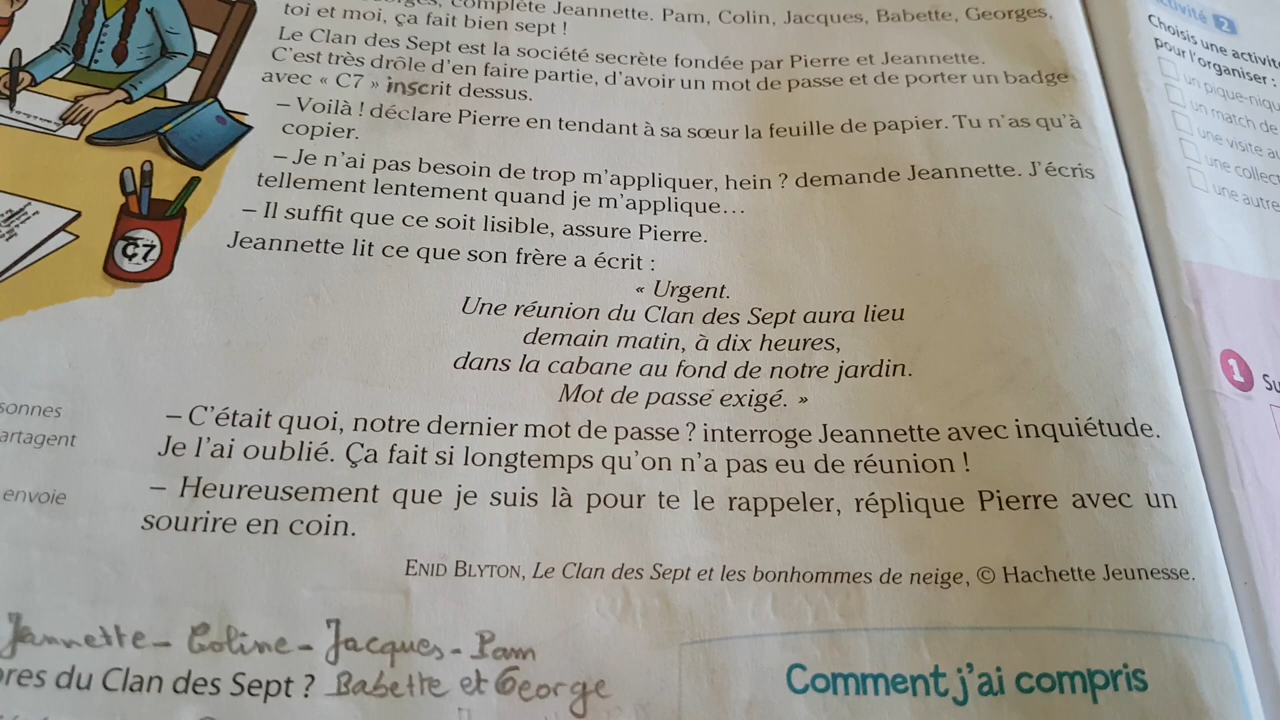 complète Jeannette. Pam, Colin, Jacques, Babette, Georges,
toi et moi, ça fait bien sept !
Le Clan des Sept est la société secrète fondée par Pierre et Jeannette.
C'est très drôle d'en faire partie, d'avoir un mot de passe et de porter un badge
avec « C7 » inscrit dessus.
– Voilà ! déclare Pierre en tendant à sa sœur la feuille de papier. Tu n'as qu'à
copier.
– Je n'ai pas besoin de trop m'appliquer, hein ? demande Jeannette. J'écris
tellement lentement quand je m'applique...
– Il suffit que ce soit lisible, assure Pierre.
Jeannette lit ce que son frère a écrit :
« Urgent.
Une réunion du Clan des Sept aura lieu
demain matin, à dix heures,
dans la cabane au fond de notre jardin.
Mot de passe exigé. »
– C'était quoi, notre dernier mot de passe ? interroge Jeannette avec inquiétude.
Je l'ai oublié. Ça fait si longtemps qu'on n'a pas eu de réunion !
– Heureusement que je suis là pour te le rappeler, réplique Pierre avec un
sourire en coin.
ENID BLYTON, Le Clan des Sept et les bonhommes de neige, © Hachette Jeunesse.
C7
sonnes
artagent
envoie
Jannette – Coline – Jacques – Pam
res du Clan des Sept ? Babette et George
Comment j'ai compris
2
Choisis une activité
pour l'organiser :
un pique-niqu
un match de
une visite au
une collect
une autre
1 Su